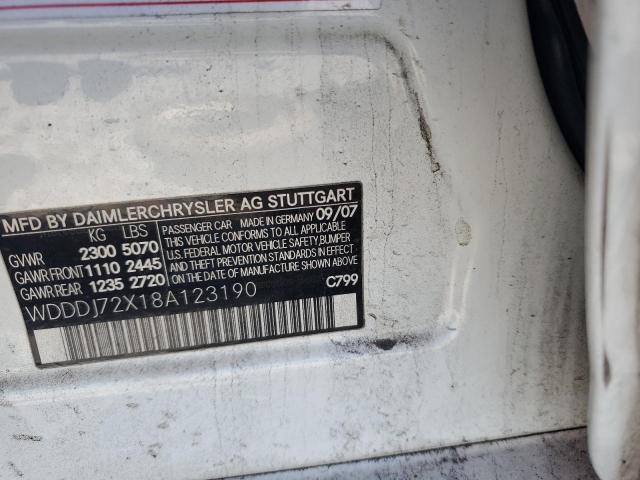 MFD BY DAIMLERCHRYSLER AG STUTTGART
KG LBS
GVWR 2300 5070
GAWR.FRONT 1110 2445
GAWR.REAR 1235 2720
PASSENGER CAR MADE IN GERMANY 09/07
THIS VEHICLE CONFORMS TO ALL APPLICABLE
U.S. FEDERAL MOTOR VEHICLE SAFETY,BUMPER
AND THEFT PREVENTION STANDARDS IN EFFECT
ON THE DATE OF MANUFACTURE SHOWN ABOVE.
WDDDJ72X18A123190
C799